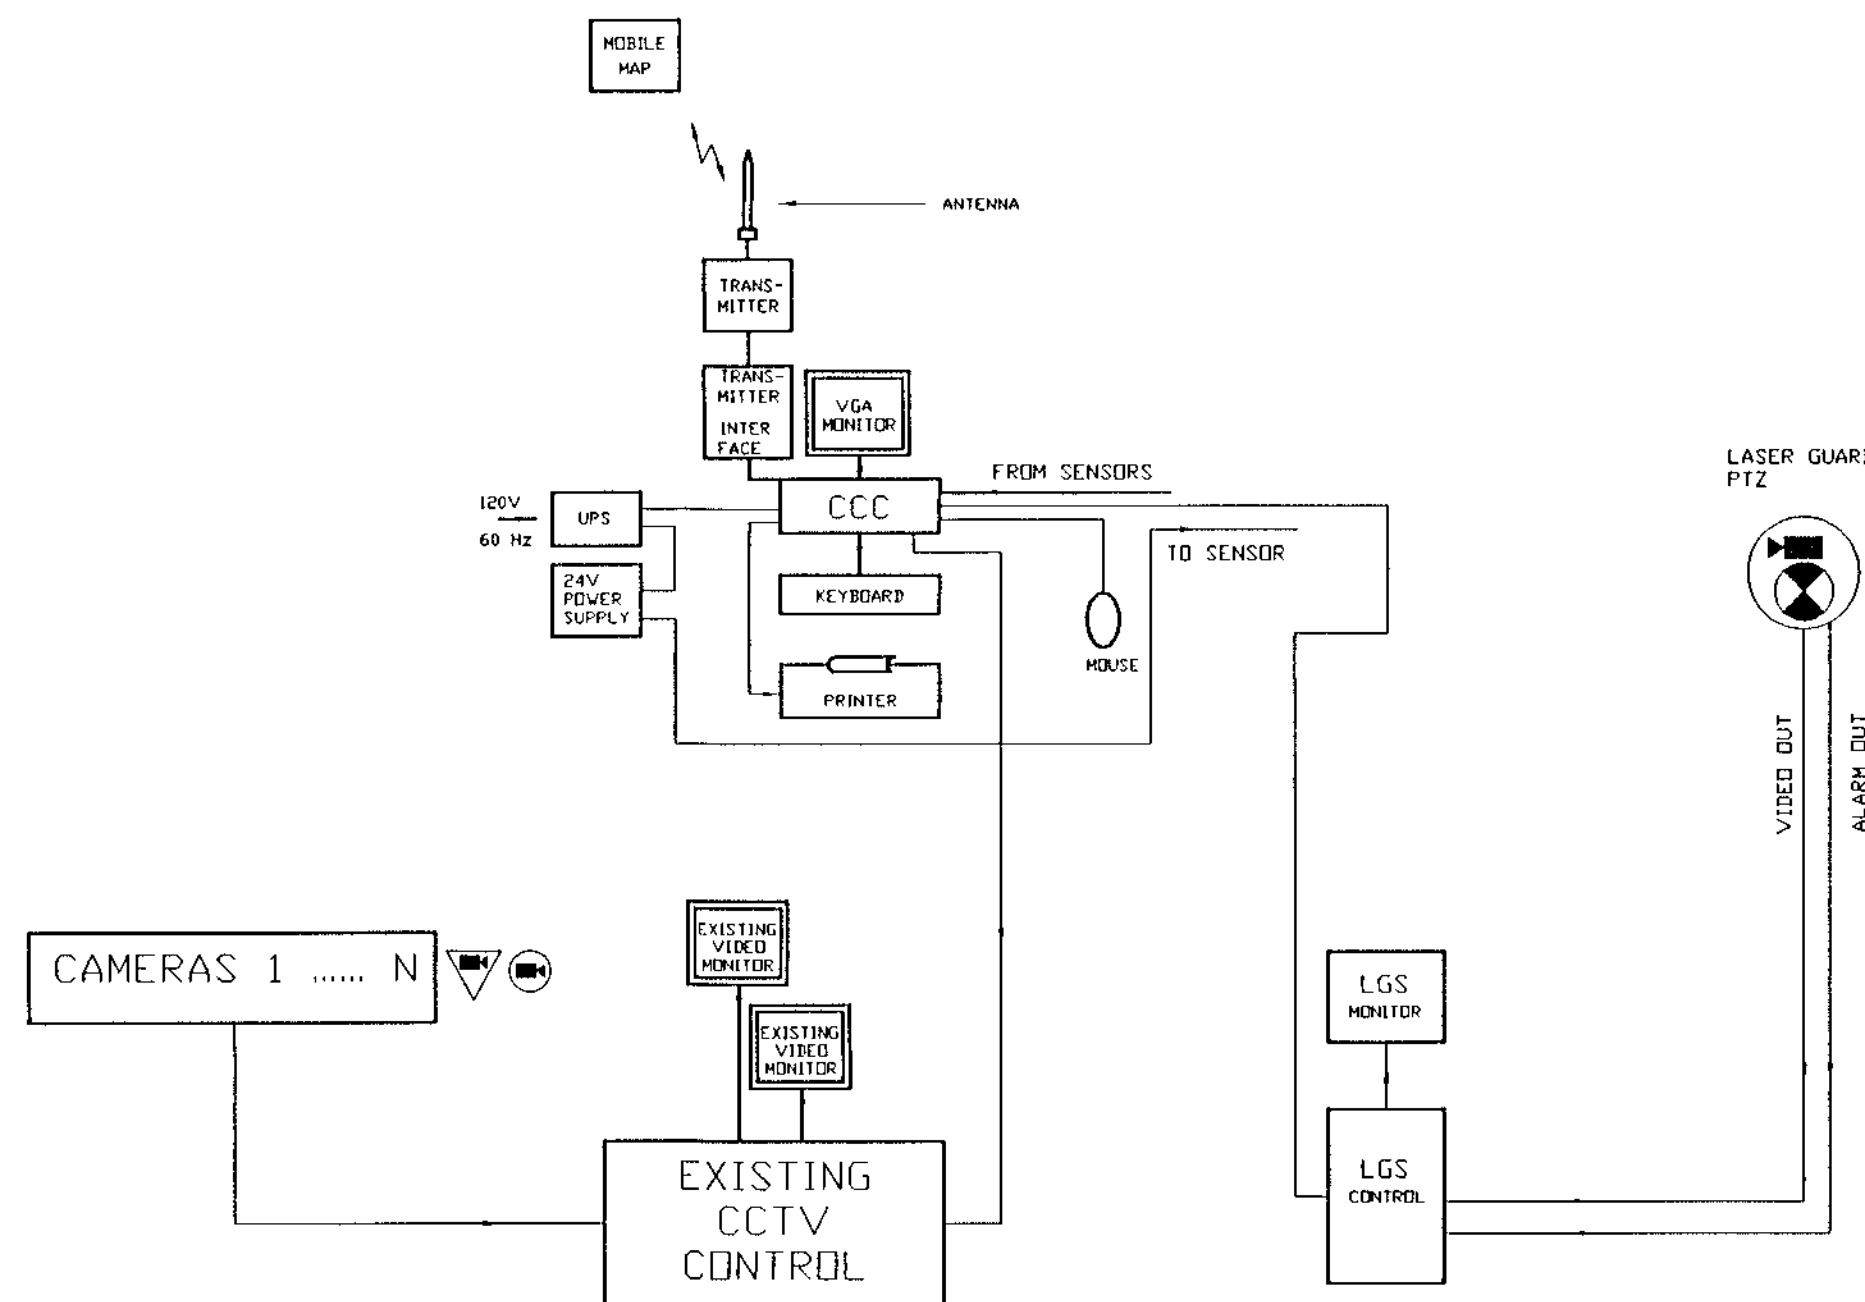 MOBILE
MAP
ANTENNA
TRANS-
MITTER
TRANS-
MITTER
INTER
FACE
VGA
MONITOR
FROM SENSORS
LASER GUARD
PTZ
120V
60 Hz
UPS
CCC
TO SENSOR
24V
POWER
SUPPLY
KEYBOARD
MOUSE
PRINTER
VIDEO OUT
ALARM OUT
EXISTING
VIDEO
MONITOR
CAMERAS 1 ...... N
LGS
MONITOR
EXISTING
VIDEO
MONITOR
LGS
CONTROL
EXISTING
CCTV
CONTROL